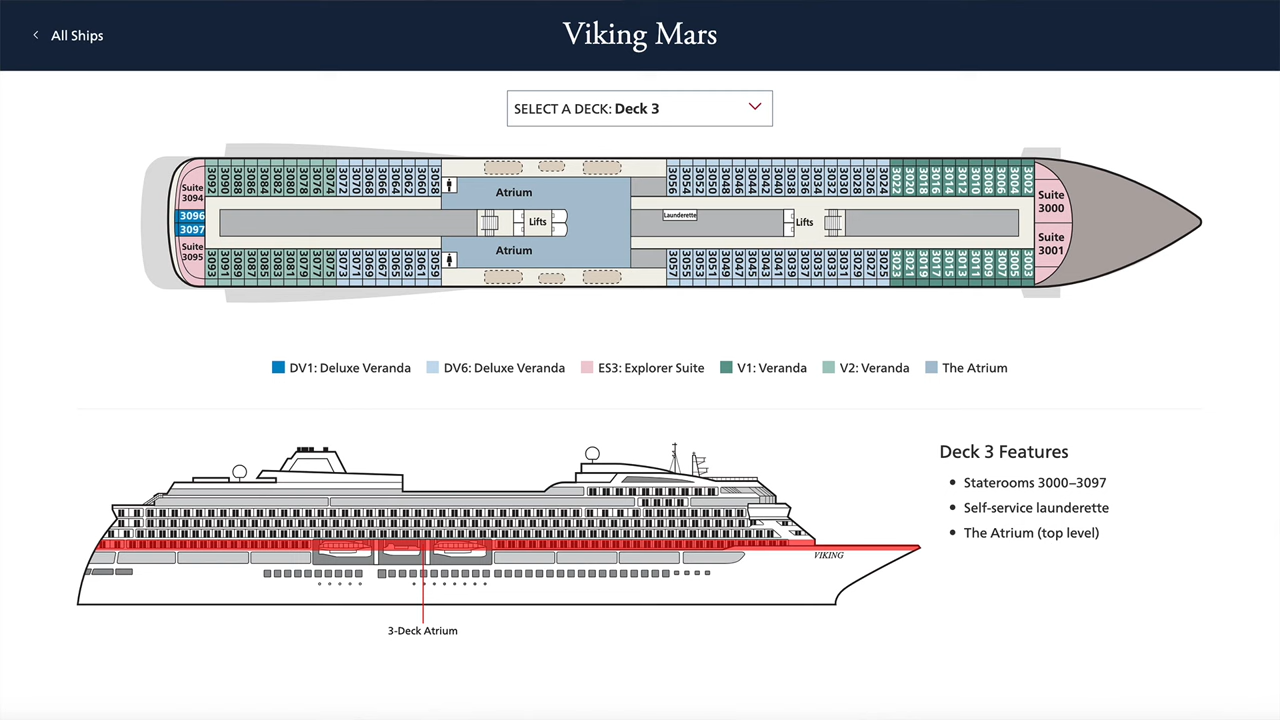 All Ships
Viking Mars
SELECT A DECK: Deck 3
3092 3090 3088 3086 3084 3082 3080 3078 3076 3074 3072 3070 3068 3066 3064 3062 3060 3058
3056 3054 3052 3050 3048 3046 3044 3042 3040 3038 3036 3034 3032 3030 3028 3026 3024 3022 3020 3018 3016 3014 3012 3010 3008 3006 3004 3002
Suite
3094
Atrium
Suite
3000
3096
Launderette
Lifts
Lifts
3097
Suite
3095
Atrium
Suite
3001
3093 3091 3089 3087 3085 3083 3081 3079 3077 3075 3073 3071 3069 3067 3065 3063 3061 3059
3057 3055 3053 3051 3049 3047 3045 3043 3041 3039 3037 3035 3033 3031 3029 3027 3025 3023 3021 3019 3017 3015 3013 3011 3009 3007 3005 3003
DV1: Deluxe Veranda
DV6: Deluxe Veranda
ES3: Explorer Suite
V1: Veranda
V2: Veranda
The Atrium
VIKING
3-Deck Atrium
Deck 3 Features
Staterooms 3000–3097
Self-service launderette
The Atrium (top level)